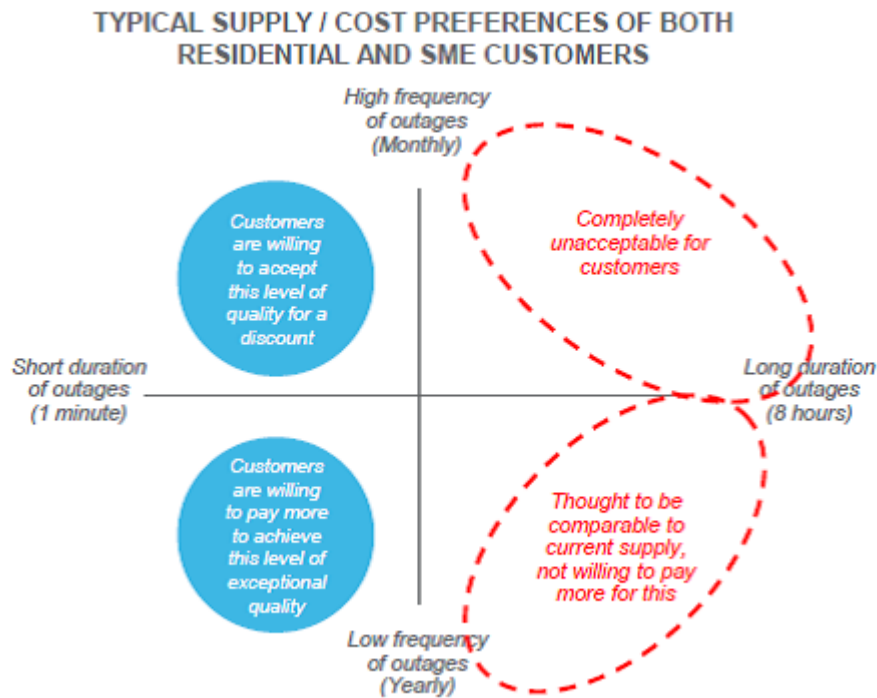 TYPICAL SUPPLY / COST PREFERENCES OF BOTH
RESIDENTIAL AND SME CUSTOMERS
High frequency
of outages
(Monthly)
Customers
are willing
to accept
this level of
quality for a
discount
Completely
unacceptable for
customers
Short duration
of outages
(1 minute)
Long duration
of outages
(8 hours)
Customers
are willing
to pay more
to achieve
this level of
exceptional
quality
Thought to be
comparable to
current supply,
not willing to pay
more for this
Low frequency
of outages
(Yearly)